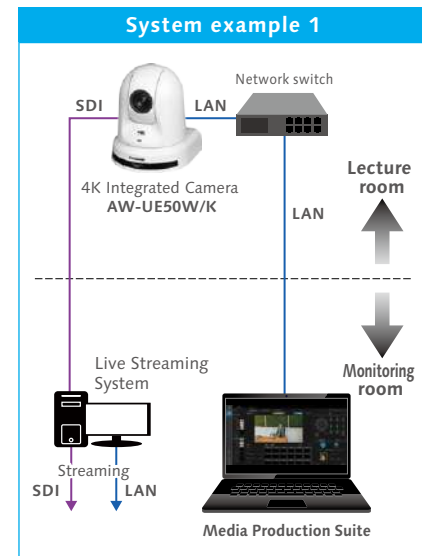 System example 1
Network switch
SDI
LAN
4K Integrated Camera
AW-UE50W/K
Lecture
room
LAN
Monitoring
room
Live Streaming
System
Streaming
SDI
LAN
Media Production Suite